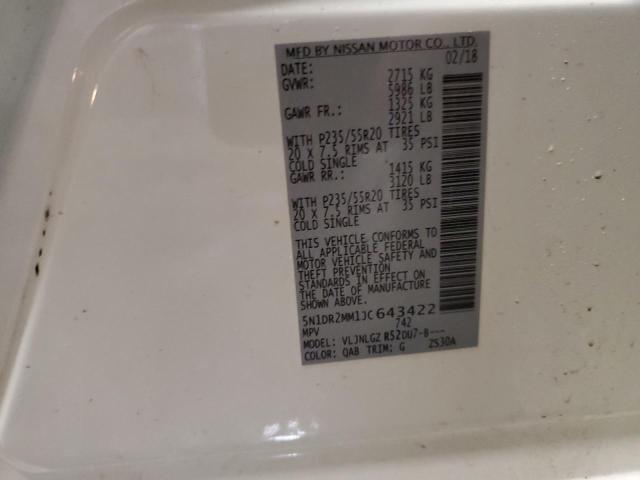 MFD BY NISSAN MOTOR CO., LTD.
DATE: 02/18
GVWR: 2715 KG
5986 LB
GAWR FR.: 1325 KG
2921 LB
WITH P235/55R20 TIRES
20 X 7.5 RIMS AT 35 PSI
COLD SINGLE
GAWR RR.: 1415 KG
3120 LB
WITH P235/55R20 TIRES
20 X 7.5 RIMS AT 35 PSI
COLD SINGLE
THIS VEHICLE CONFORMS TO
ALL APPLICABLE FEDERAL
MOTOR VEHICLE SAFETY AND
THEFT PREVENTION
STANDARDS IN EFFECT ON
THE DATE OF MANUFACTURE
SHOWN ABOVE.
5N1DR2MM1JC643422
MPV 742
MODEL: VLJNLGZ R52DU7-B---
COLOR: QAB TRIM: G ZS30A